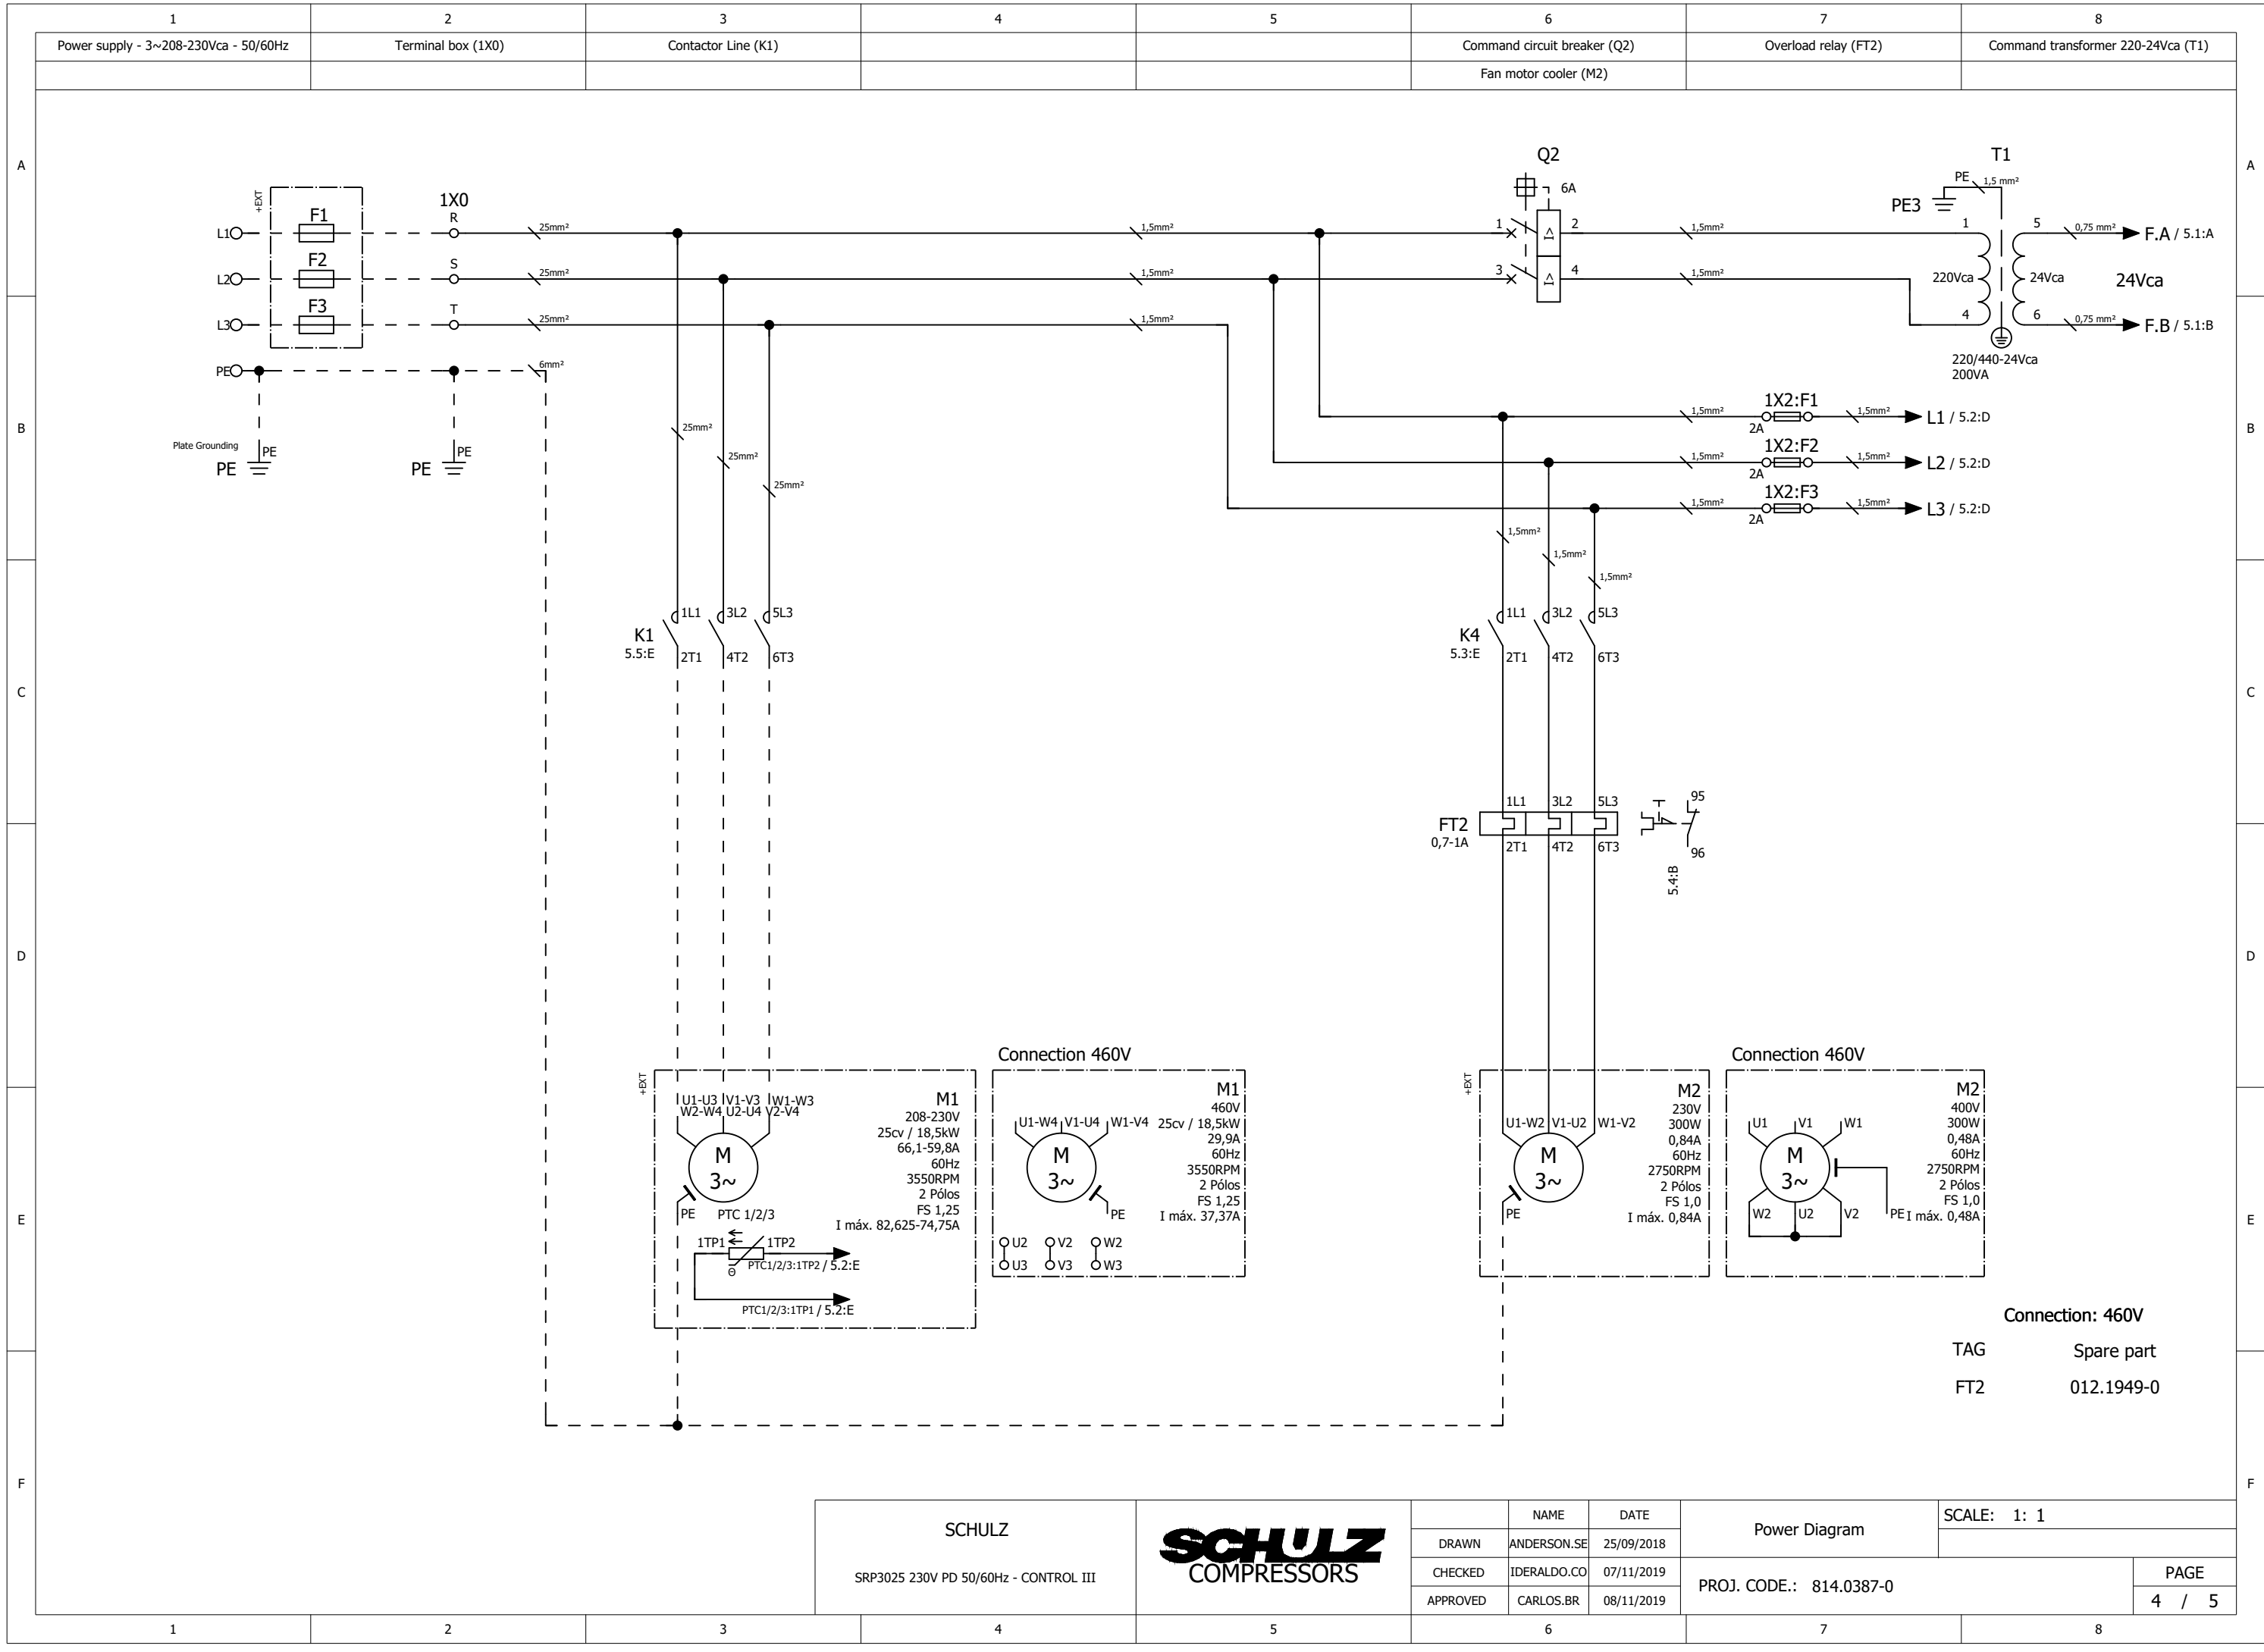 1 2 3 4 5 6 7 8
Power supply - 3~208-230Vca - 50/60Hz
Terminal box (1X0)
Contactor Line (K1)
Command circuit breaker (Q2)
Overload relay (FT2)
Command transformer 220-24Vca (T1)
Fan motor cooler (M2)
A
A
+EXT
F1
F2
F3
L1
L2
L3
PE
1X0
R
S
T
25mm²
25mm²
25mm²
6mm²
Plate Grounding
PE
PE
PE
PE
1,5mm²
1,5mm²
1,5mm²
Q2
6A
1
2
I>
3
4
I>
1,5mm²
1,5mm²
T1
PE
1,5 mm²
PE3
1
5
0,75 mm²
F.A / 5.1:A
220Vca
24Vca
24Vca
4
6
0,75 mm²
F.B / 5.1:B
220/440-24Vca
200VA
B
B
25mm²
25mm²
25mm²
1,5mm²
1X2:F1
2A
1,5mm²
L1 / 5.2:D
1,5mm²
1X2:F2
2A
1,5mm²
L2 / 5.2:D
1,5mm²
1X2:F3
2A
1,5mm²
L3 / 5.2:D
1,5mm²
1,5mm²
1,5mm²
C
C
K1
5.5:E
1L1
3L2
5L3
2T1
4T2
6T3
K4
5.3:E
1L1
3L2
5L3
2T1
4T2
6T3
D
D
FT2
0,7-1A
1L1
3L2
5L3
2T1
4T2
6T3
95
96
5.4:B
E
E
+EXT
U1-U3 V1-V3 W1-W3
W2-W4 U2-U4 V2-V4
M
3~
PE
PTC 1/2/3
1TP1
1TP2
Θ
PTC1/2/3:1TP2 / 5.2:E
PTC1/2/3:1TP1 / 5.2:E
M1
208-230V
25cv / 18,5kW
66,1-59,8A
60Hz
3550RPM
2 Pólos
FS 1,25
I máx. 82,625-74,75A
Connection 460V
U1-W4 V1-U4 W1-V4
M
3~
PE
U2 V2 W2
U3 V3 W3
M1
460V
25cv / 18,5kW
29,9A
60Hz
3550RPM
2 Pólos
FS 1,25
I máx. 37,37A
+EXT
U1-W2 V1-U2 W1-V2
M
3~
PE
M2
230V
300W
0,84A
60Hz
2750RPM
2 Pólos
FS 1,0
I máx. 0,84A
Connection 460V
U1 V1 W1
M
3~
W2 U2 V2
PE
M2
400V
300W
0,48A
60Hz
2750RPM
2 Pólos
FS 1,0
I máx. 0,48A
Connection: 460V
TAG Spare part
FT2 012.1949-0
F
F
SCHULZ
SRP3025 230V PD 50/60Hz - CONTROL III
SCHULZ
COMPRESSORS
NAME DATE
DRAWN ANDERSON.SE 25/09/2018
CHECKED IDERALDO.CO 07/11/2019
APPROVED CARLOS.BR 08/11/2019
Power Diagram
PROJ. CODE.: 814.0387-0
SCALE: 1: 1
PAGE
4 / 5
1 2 3 4 5 6 7 8